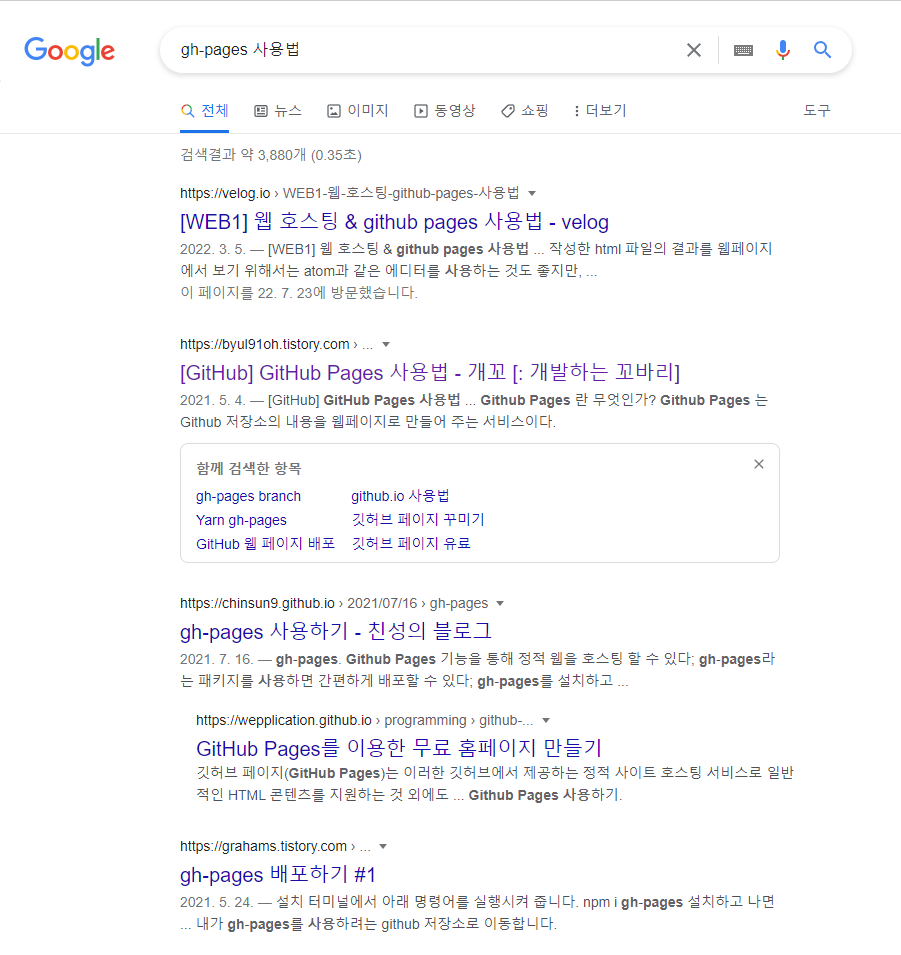 Google
gh-pages 사용법
전체 뉴스 이미지 동영상 쇼핑 더보기 도구
검색결과 약 3,880개 (0.35초)
https://velog.io › WEB1-웹-호스팅-github-pages-사용법
[WEB1] 웹 호스팅 & github pages 사용법 - velog
2022. 3. 5. — [WEB1] 웹 호스팅 & github pages 사용법 ... 작성한 html 파일의 결과를 웹페이지
에서 보기 위해서는 atom과 같은 에디터를 사용하는 것도 좋지만, ...
이 페이지를 22. 7. 23에 방문했습니다.
https://byul91oh.tistory.com › ...
[GitHub] GitHub Pages 사용법 - 개꼬 [: 개발하는 꼬바리]
2021. 5. 4. — [GitHub] GitHub Pages 사용법 ... Github Pages 란 무엇인가? Github Pages 는
Github 저장소의 내용을 웹페이지로 만들어 주는 서비스이다.
함께 검색한 항목
gh-pages branch github.io 사용법
Yarn gh-pages 깃허브 페이지 꾸미기
GitHub 웹 페이지 배포 깃허브 페이지 유료
https://chinsun9.github.io › 2021/07/16 › gh-pages
gh-pages 사용하기 - 친성의 블로그
2021. 7. 16. — gh-pages. Github Pages 기능을 통해 정적 웹을 호스팅 할 수 있다; gh-pages라
는 패키지를 사용하면 간편하게 배포할 수 있다; gh-pages를 설치하고 ...
https://wepplication.github.io › programming › github-...
GitHub Pages를 이용한 무료 홈페이지 만들기
깃허브 페이지(GitHub Pages)는 이러한 깃허브에서 제공하는 정적 사이트 호스팅 서비스로 일반
적인 HTML 콘텐츠를 지원하는 것 외에도 ... Github Pages 사용하기.
https://grahams.tistory.com › ...
gh-pages 배포하기 #1
2021. 5. 24. — 설치 터미널에서 아래 명령어를 실행시켜 줍니다. npm i gh-pages 설치하고 나면
... 내가 gh-pages를 사용하려는 github 저장소로 이동합니다.